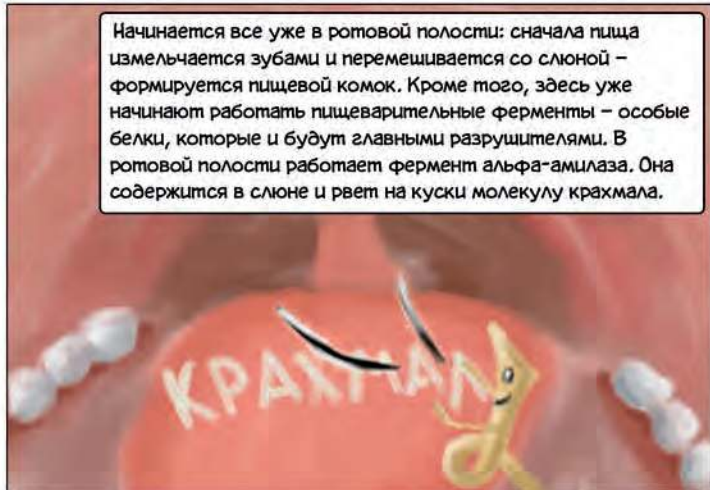 Начинается все уже в ротовой полости: сначала пища
измельчается зубами и перемешивается со слюной –
формируется пищевой комок. Кроме того, здесь уже
начинают работать пищеварительные ферменты – особые
белки, которые и будут главными разрушителями. В
ротовой полости работает фермент альфа-амилаза. Она
содержится в слюне и рвет на куски молекулу крахмала.
КРАХМАЛ